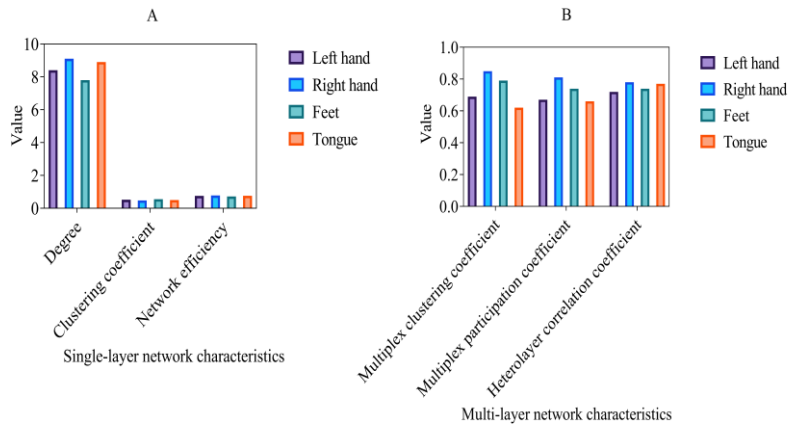 A
10
8
6
4
2
0
Value
Degree
Clustering coefficient
Network efficiency
Left hand
Right hand
Feet
Tongue
Single-layer network characteristics
B
1.0
0.8
0.6
0.4
0.2
0.0
Value
Multiplex clustering coefficient
Multiplex participation coefficient
Heterolayer correlation coefficient
Left hand
Right hand
Feet
Tongue
Multi-layer network characteristics